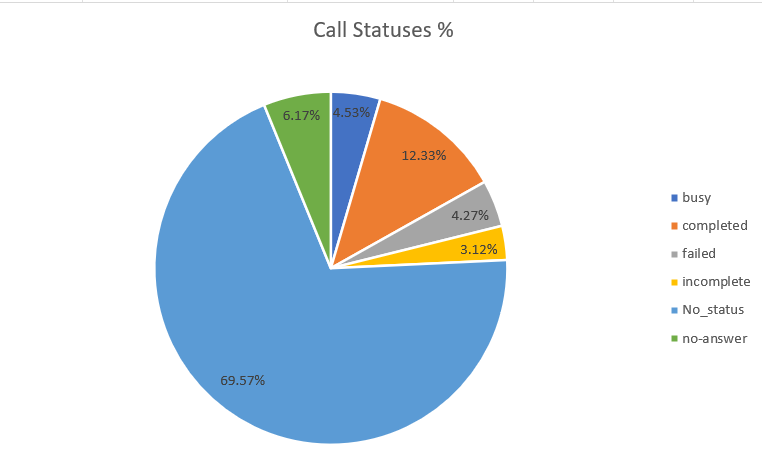 Call Statuses %
6.17%
4.53%
12.33%
4.27%
3.12%
69.57%
busy
completed
failed
incomplete
No_status
no-answer